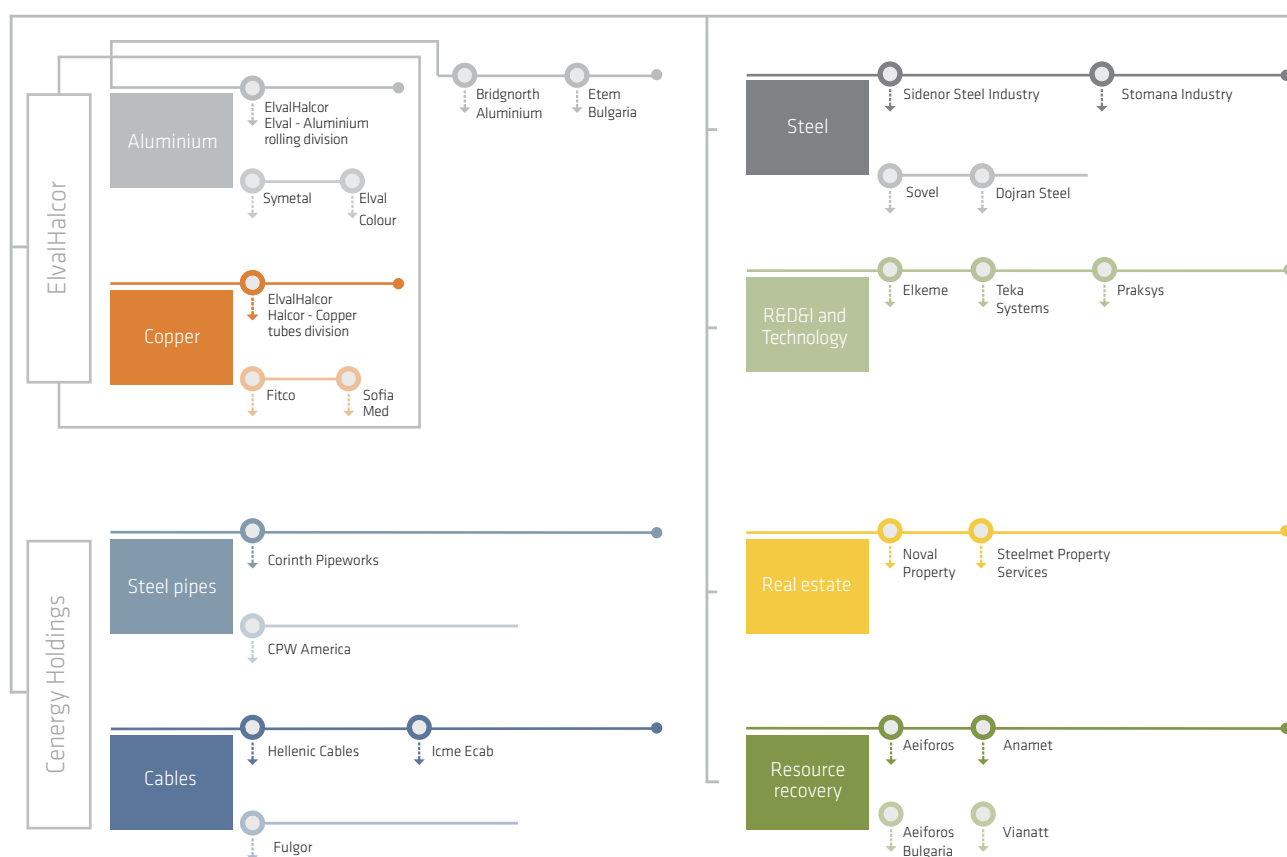 ElvalHalcor
Aluminium
ElvalHalcor
Elval - Aluminium
rolling division
Bridgnorth
Aluminium
Etem
Bulgaria
Symetal
Elval
Colour
Copper
ElvalHalcor
Halcor - Copper
tubes division
Fitco
Sofia
Med
Cenergy Holdings
Steel pipes
Corinth Pipeworks
CPW America
Cables
Hellenic Cables
Icme Ecab
Fulgor
Steel
Sidenor Steel Industry
Stomana Industry
Sovel
Dojran Steel
R&D&I and
Technology
Elkeme
Teka
Systems
Praksys
Real estate
Noval
Property
Steelmet Property
Services
Resource
recovery
Aeiforos
Anamet
Aeiforos
Bulgaria
Vianatt